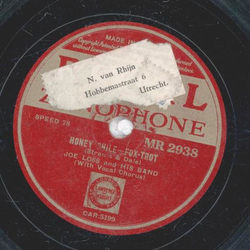 MADE IN
N. van Rhijn
Hobbemastraat 6
Utrecht.
PHONE
SPEED 78
MR 2938
HONEY CHILE—FOX-TROT
JOE LOSS and HIS BAND
(With Vocal Chorus)
CAR.5195